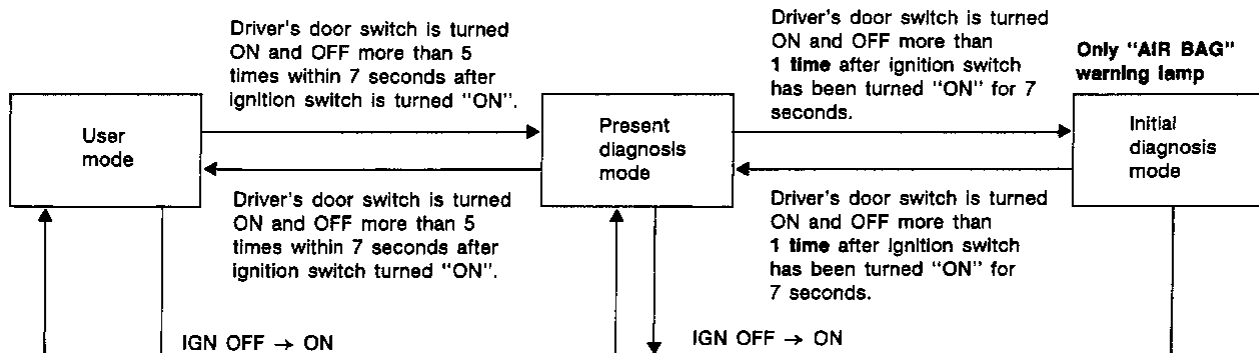 Driver's door switch is turned
ON and OFF more than 5
times within 7 seconds after
ignition switch is turned "ON".
Driver's door switch is turned
ON and OFF more than
1 time after ignition switch
has been turned "ON" for 7
seconds.
Only "AIR BAG"
warning lamp
User
mode
Present
diagnosis
mode
Initial
diagnosis
mode
Driver's door switch is turned
ON and OFF more than 5
times within 7 seconds after
ignition switch turned "ON".
Driver's door switch is turned
ON and OFF more than
1 time after ignition switch
has been turned "ON" for
7 seconds.
IGN OFF → ON
IGN OFF → ON